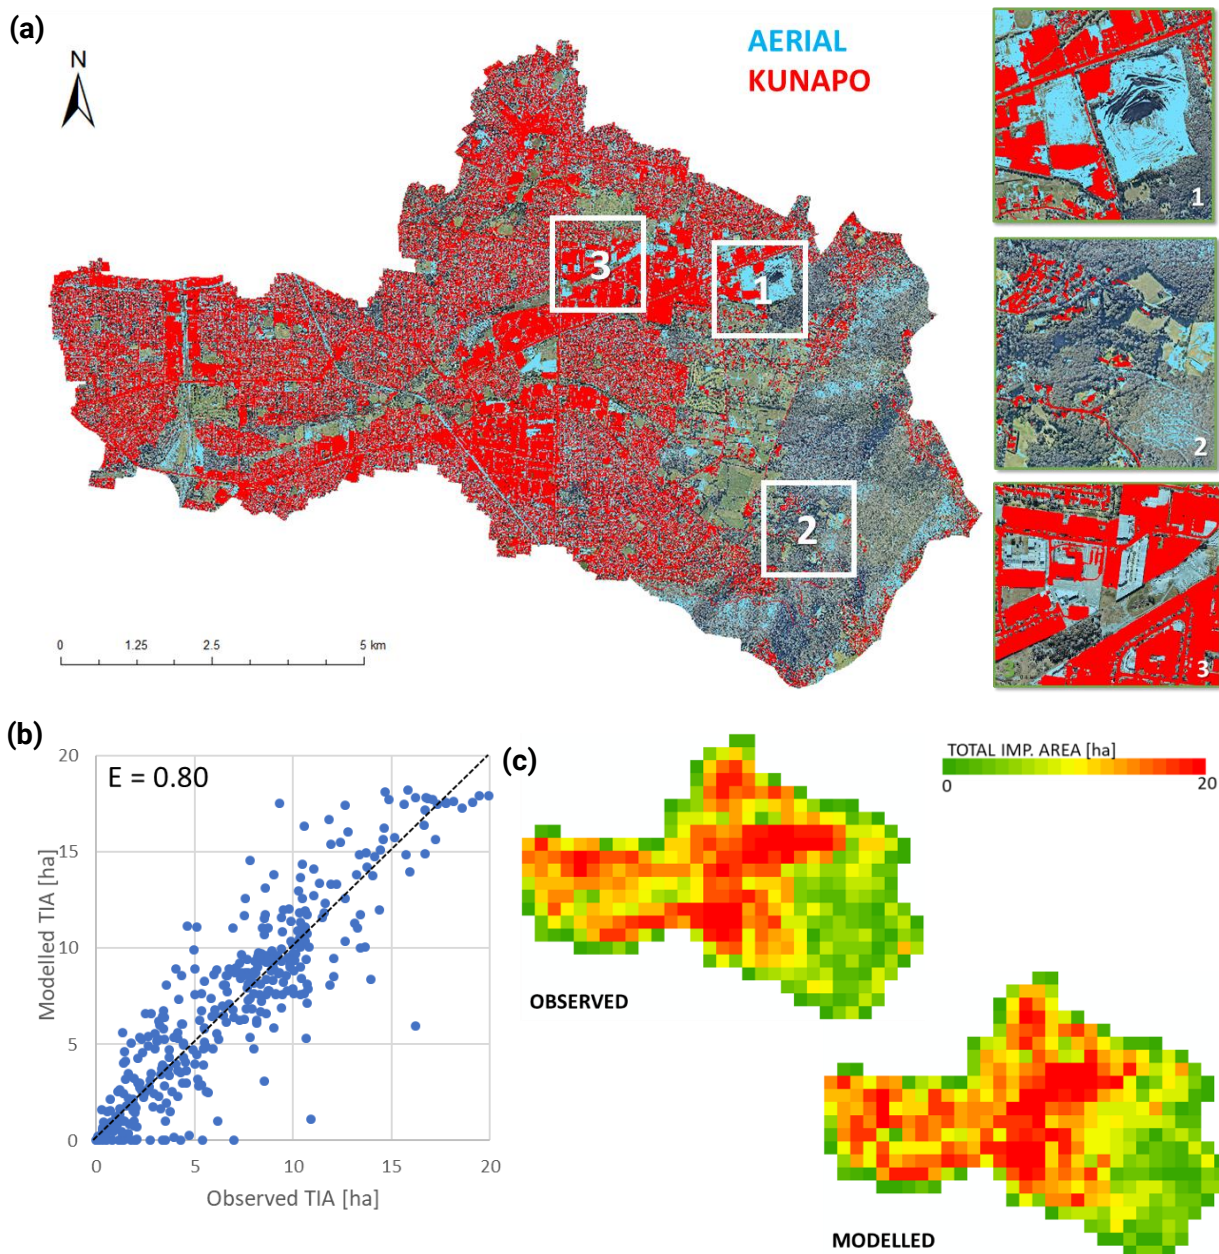 (a)
N
AERIAL
KUNAPO
1
2
3
3
1
2
0 1.25 2.5 5 km
(b)
20
15
10
5
0
E = 0.80
Modelled TIA [ha]
0 5 10 15 20
Observed TIA [ha]
(c)
TOTAL IMP. AREA [ha]
0 20
OBSERVED
MODELLED